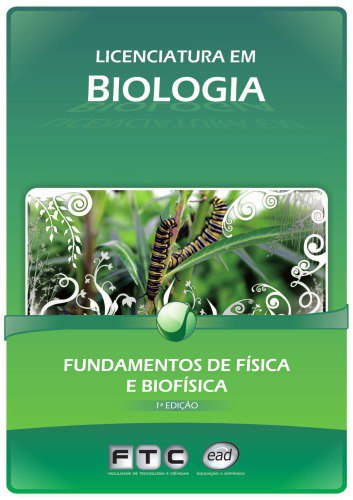 LICENCIATURA EM
BIOLOGIA
FUNDAMENTOS DE FÍSICA
E BIOFÍSICA
1ª EDIÇÃO
FTC ead
FACULDADE DE TECNOLOGIA E CIÊNCIAS EDUCAÇÃO A DISTÂNCIA